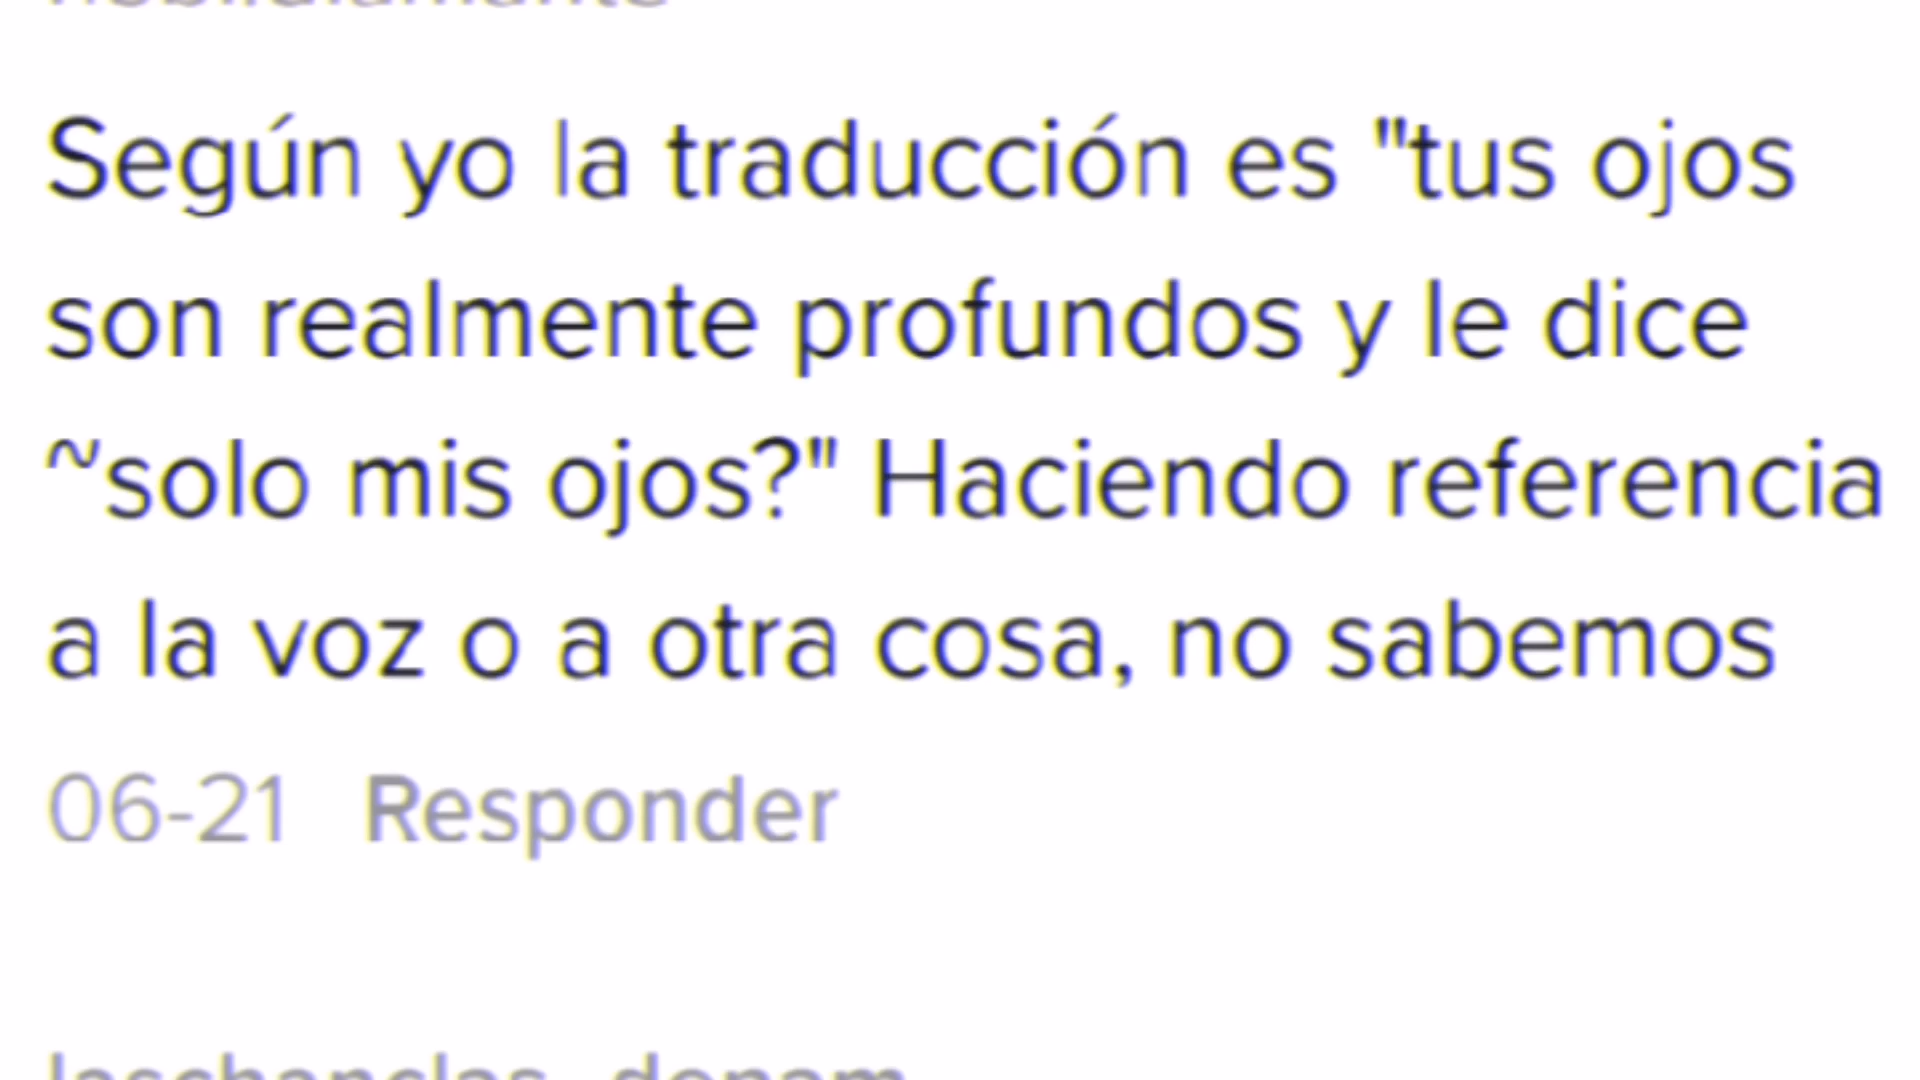 Según yo la traducción es "tus ojos
son realmente profundos y le dice
~solo mis ojos?" Haciendo referencia
a la voz o a otra cosa, no sabemos
06-21 Responder